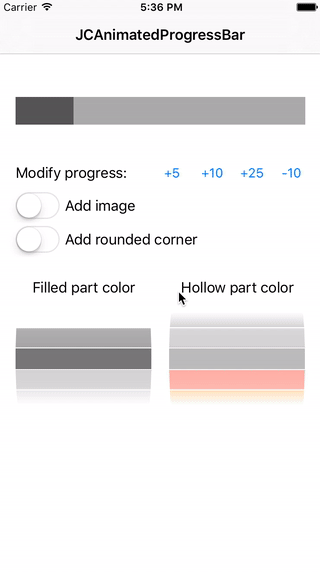 Carrier 5:36 PM
JCAnimatedProgressBar
Modify progress: +5 +10 +25 -10
Add image
Add rounded corner
Filled part color Hollow part color